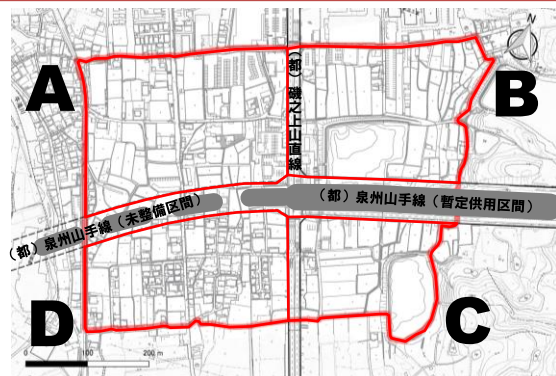 N
A
B
(都)磯之上山直線
(都)泉州山手線(暫定供用区間)
(都)泉州山手線(未整備区間)
D
C
0 100 200 m